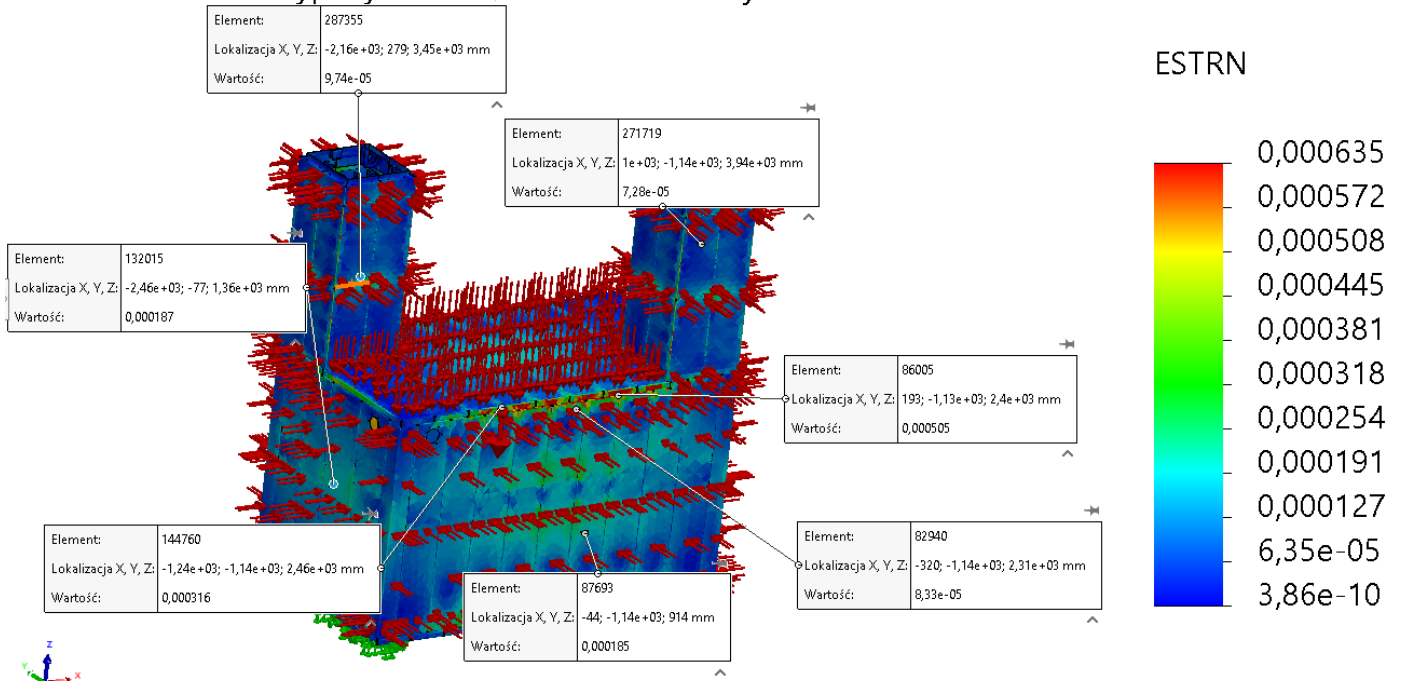 Element: 287355
Lokalizacja X, Y, Z: -2,16e+03; 279; 3,45e+03 mm
Wartość: 9,74e-05
ESTRN
Element: 271719
Lokalizacja X, Y, Z: 1e+03; -1,14e+03; 3,94e+03 mm
Wartość: 7,28e-05
0,000635
0,000572
0,000508
0,000445
0,000381
0,000318
0,000254
0,000191
0,000127
6,35e-05
3,86e-10
Element: 132015
Lokalizacja X, Y, Z: -2,46e+03; -77; 1,36e+03 mm
Wartość: 0,000187
Element: 86005
Lokalizacja X, Y, Z: 193; -1,13e+03; 2,4e+03 mm
Wartość: 0,000505
Element: 144760
Lokalizacja X, Y, Z: -1,24e+03; -1,14e+03; 2,46e+03 mm
Wartość: 0,000316
Element: 82940
Lokalizacja X, Y, Z: -320; -1,14e+03; 2,31e+03 mm
Wartość: 8,33e-05
Element: 87693
Lokalizacja X, Y, Z: -44; -1,14e+03; 914 mm
Wartość: 0,000185
z
Y
x